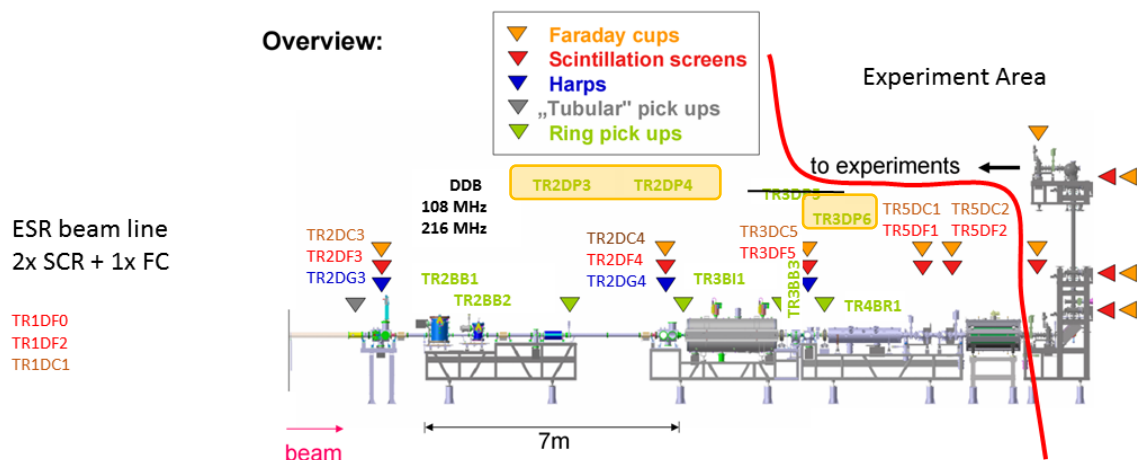 Overview:
Faraday cups
Scintillation screens
Harps
„Tubular" pick ups
Ring pick ups
Experiment Area
to experiments
DDB
108 MHz
216 MHz
TR2DP3
TR2DP4
TR3DP5
TR3DP6
TR5DC1
TR5DF1
TR5DC2
TR5DF2
ESR beam line
2x SCR + 1x FC
TR2DC3
TR2DF3
TR2DG3
TR2BB1
TR2BB2
TR2DC4
TR2DF4
TR2DG4
TR3BI1
TR3DC5
TR3DF5
TR3BB3
TR4BR1
TR1DF0
TR1DF2
TR1DC1
beam
7m